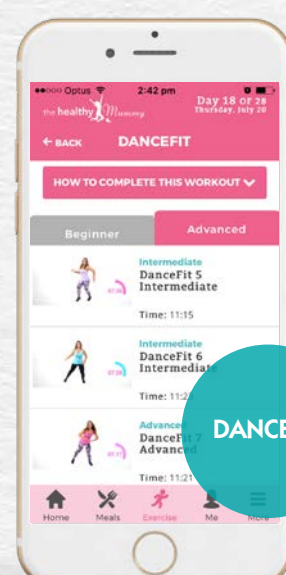 Optus 2:42 pm
the healthy Mummy
Day 18 of 28
Thursday, July 20
BACK DANCEFIT
HOW TO COMPLETE THIS WORKOUT
Beginner Advanced
Intermediate
DanceFit 5
Intermediate
Time: 11:15
Intermediate
DanceFit 6
Intermediate
Time:
Advanced
DanceFit 7
Advanced
Time: 11:21
DANCE
Home Meals Exercise Me More